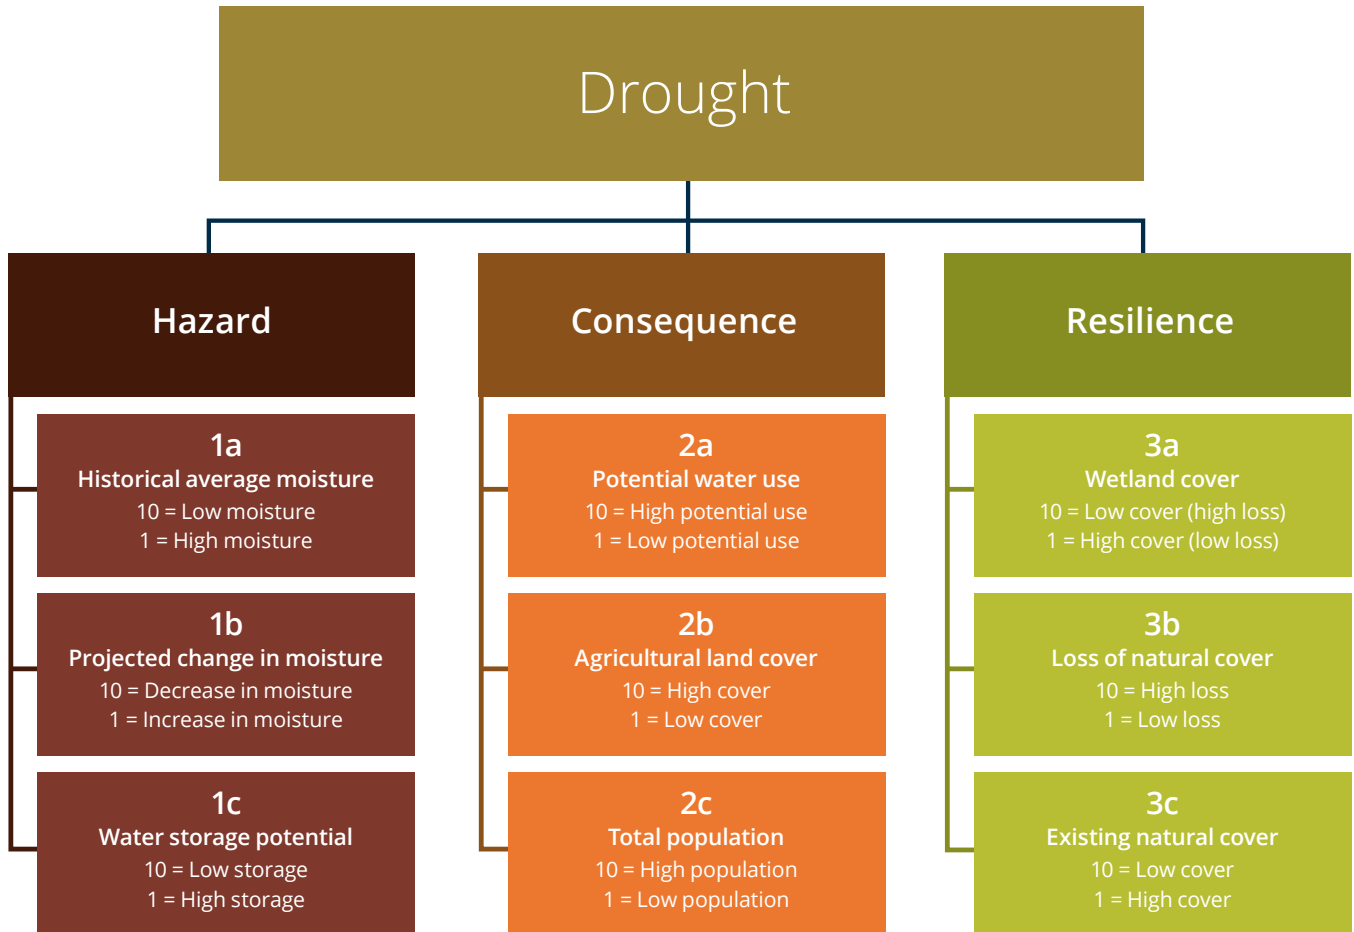 Drought
Hazard
1a
Historical average moisture
10 = Low moisture
1 = High moisture
1b
Projected change in moisture
10 = Decrease in moisture
1 = Increase in moisture
1c
Water storage potential
10 = Low storage
1 = High storage
Consequence
2a
Potential water use
10 = High potential use
1 = Low potential use
2b
Agricultural land cover
10 = High cover
1 = Low cover
2c
Total population
10 = High population
1 = Low population
Resilience
3a
Wetland cover
10 = Low cover (high loss)
1 = High cover (low loss)
3b
Loss of natural cover
10 = High loss
1 = Low loss
3c
Existing natural cover
10 = Low cover
1 = High cover